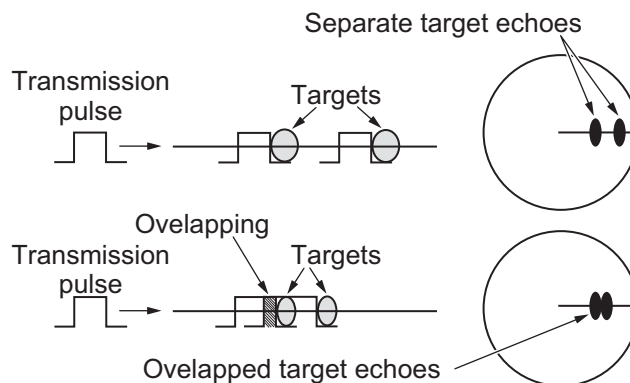 Separate target echoes
Transmission
pulse
Targets
Ovelapping
Transmission
pulse
Targets
Ovelapped target echoes